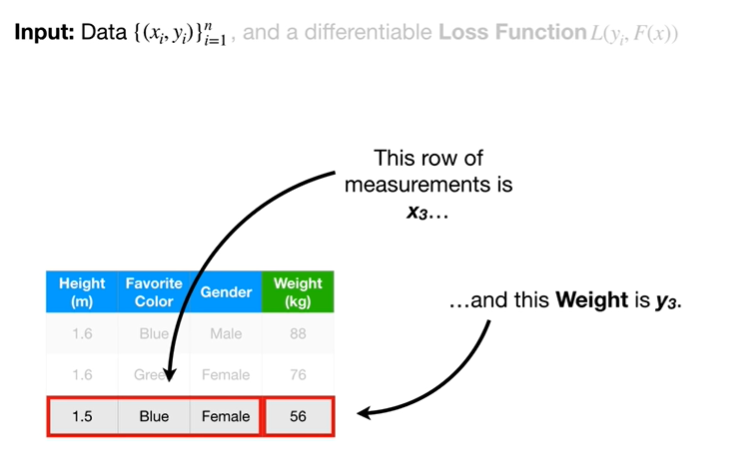 Input: Data {(xᵢ, yᵢ)}ⁿᵢ₌₁, and a differentiable Loss Function L(yᵢ, F(x))
This row of
measurements is
x₃…
Height (m) Favorite Color Gender Weight (kg)
1.6 Blue Male 88
1.6 Green Female 76
1.5 Blue Female 56
…and this Weight is y₃.